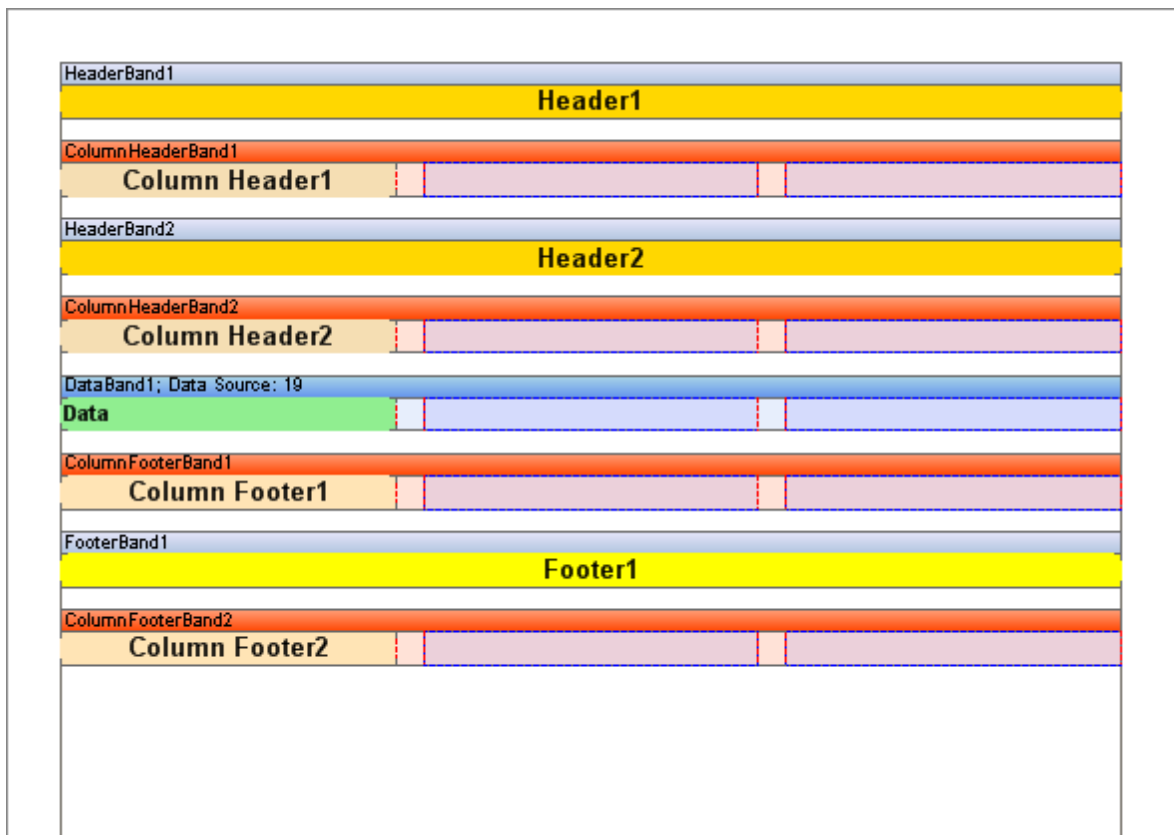 HeaderBand1
Header1
ColumnHeaderBand1
Column Header1
HeaderBand2
Header2
ColumnHeaderBand2
Column Header2
DataBand1; Data Source: 19
Data
ColumnFooterBand1
Column Footer1
FooterBand1
Footer1
ColumnFooterBand2
Column Footer2